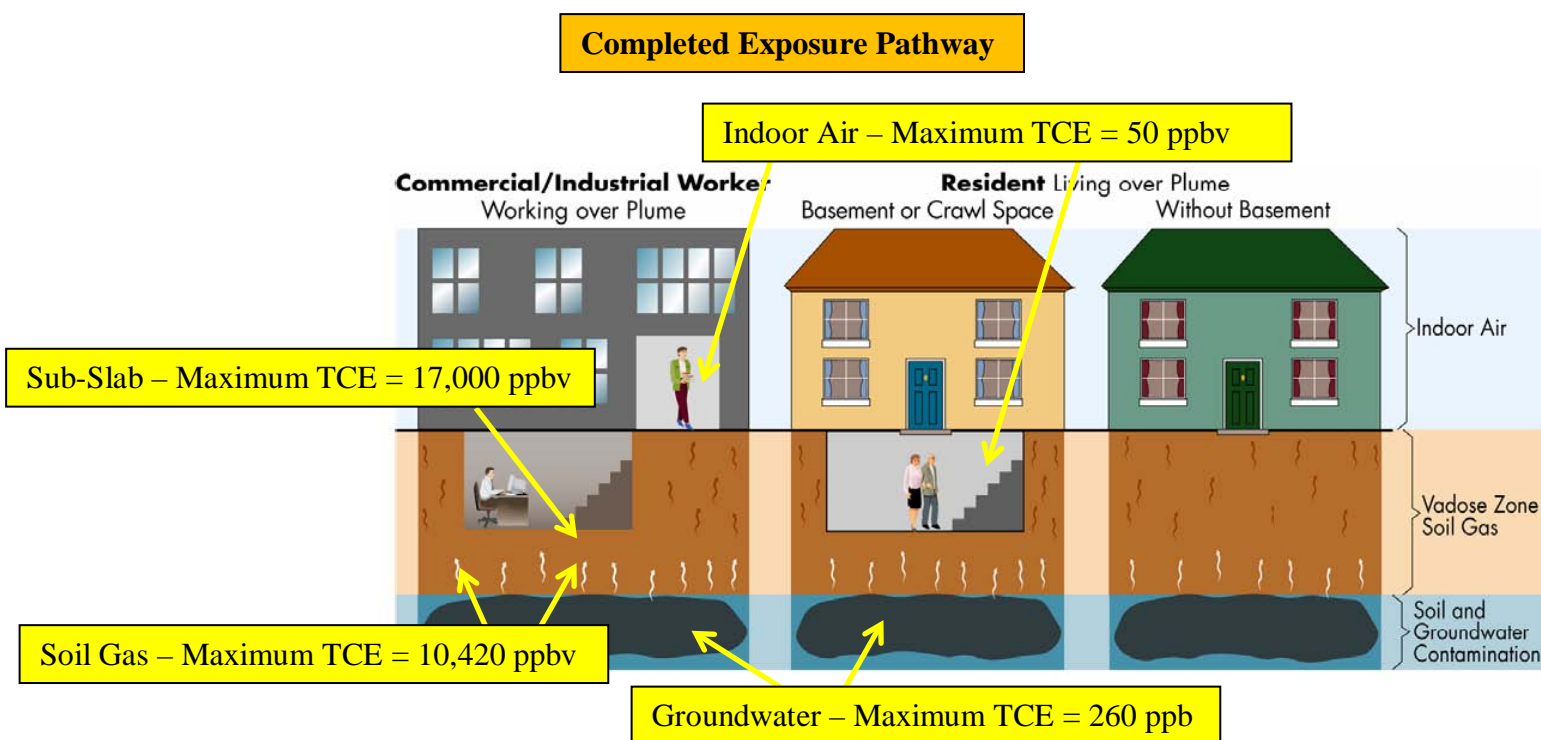 Completed Exposure Pathway
Indoor Air – Maximum TCE = 50 ppbv
Commercial/Industrial Worker
Working over Plume
Resident Living over Plume
Basement or Crawl Space
Without Basement
Indoor Air
Sub-Slab – Maximum TCE = 17,000 ppbv
Vadose Zone
Soil Gas
Soil and
Groundwater
Contamination
Soil Gas – Maximum TCE = 10,420 ppbv
Groundwater – Maximum TCE = 260 ppb